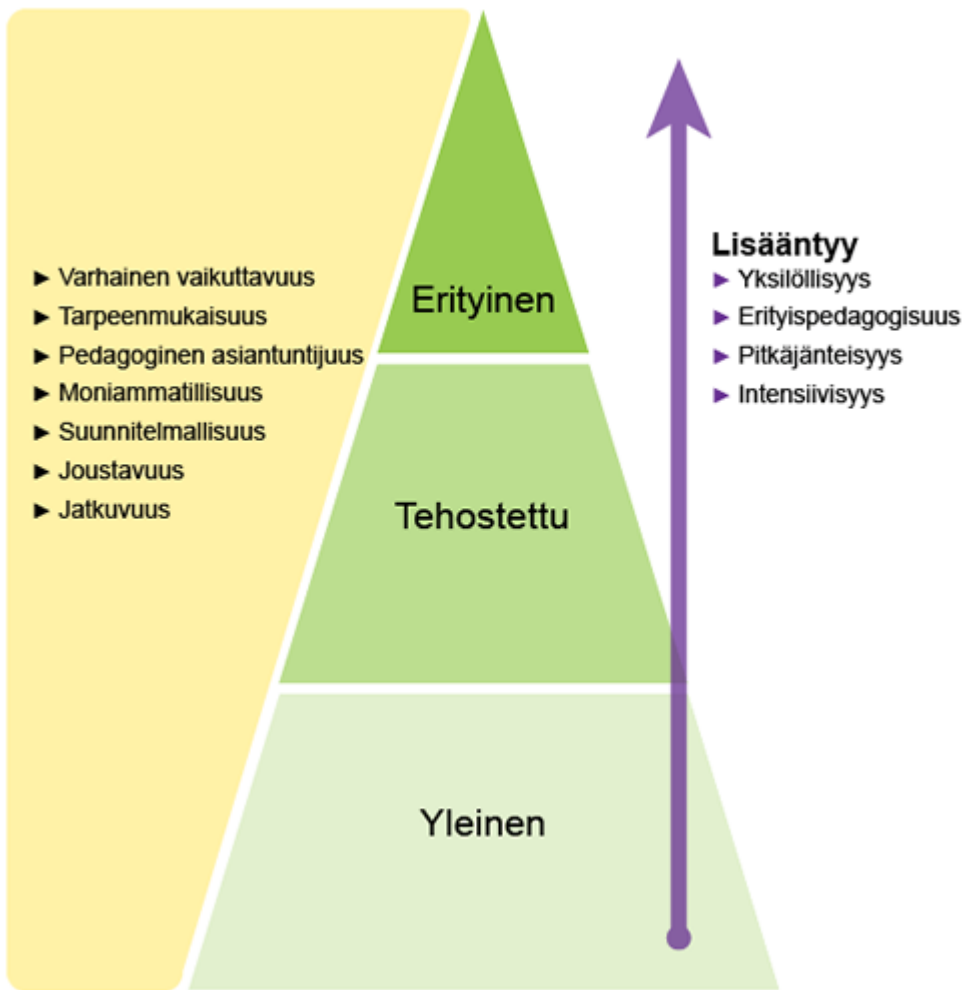 ► Varhainen vaikuttavuus
► Tarpeenmukaisuus
► Pedagoginen asiantuntijuus
► Moniammatillisuus
► Suunnitelmallisuus
► Joustavuus
► Jatkuvuus
Erityinen
Tehostettu
Yleinen
Lisääntyy
► Yksilöllisyys
► Erityispedagogisuus
► Pitkäjänteisyys
► Intensiivisyys